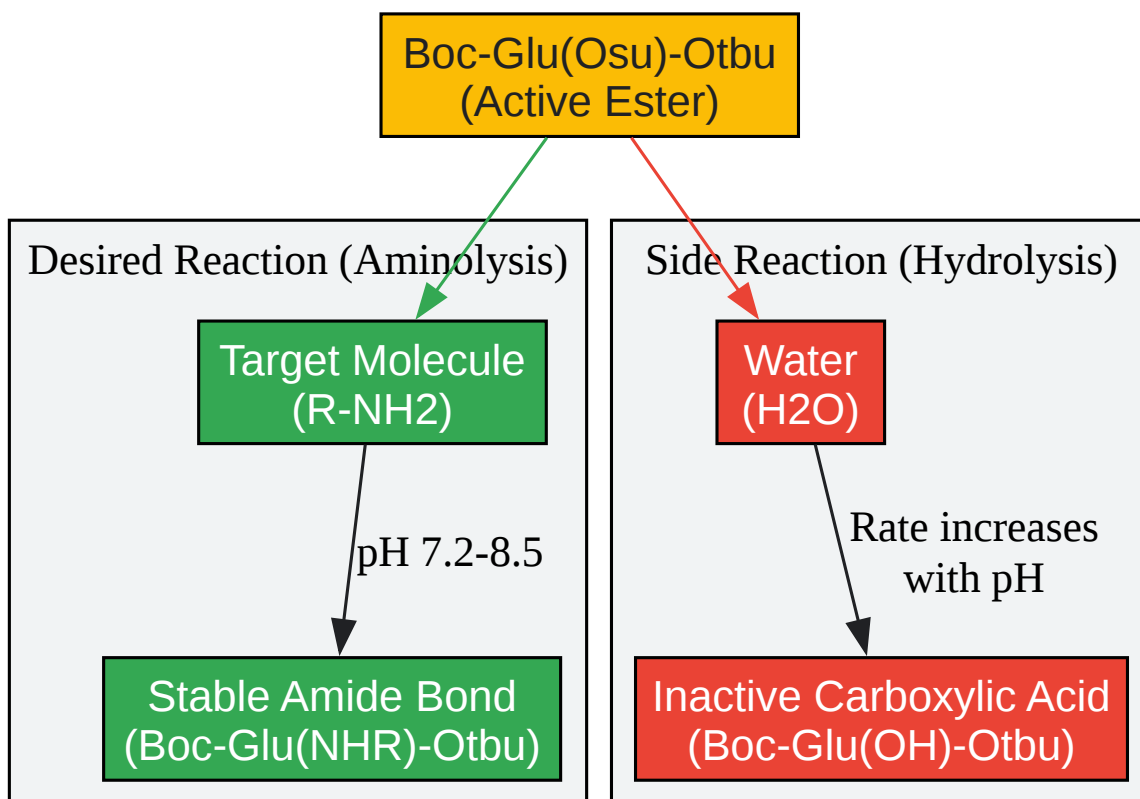 Boc-Glu(Osu)-Otbu
(Active Ester)
Desired Reaction (Aminolysis)
Target Molecule
(R-NH2)
pH 7.2-8.5
Stable Amide Bond
(Boc-Glu(NHR)-Otbu)
Side Reaction (Hydrolysis)
Water
(H2O)
Rate increases
with pH
Inactive Carboxylic Acid
(Boc-Glu(OH)-Otbu)